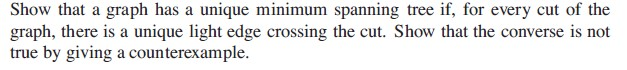 Show that a graph has a unique minimum spanning tree if, for every cut of the
graph, there is a unique light edge crossing the cut. Show that the converse is not
true by giving a counterexample.